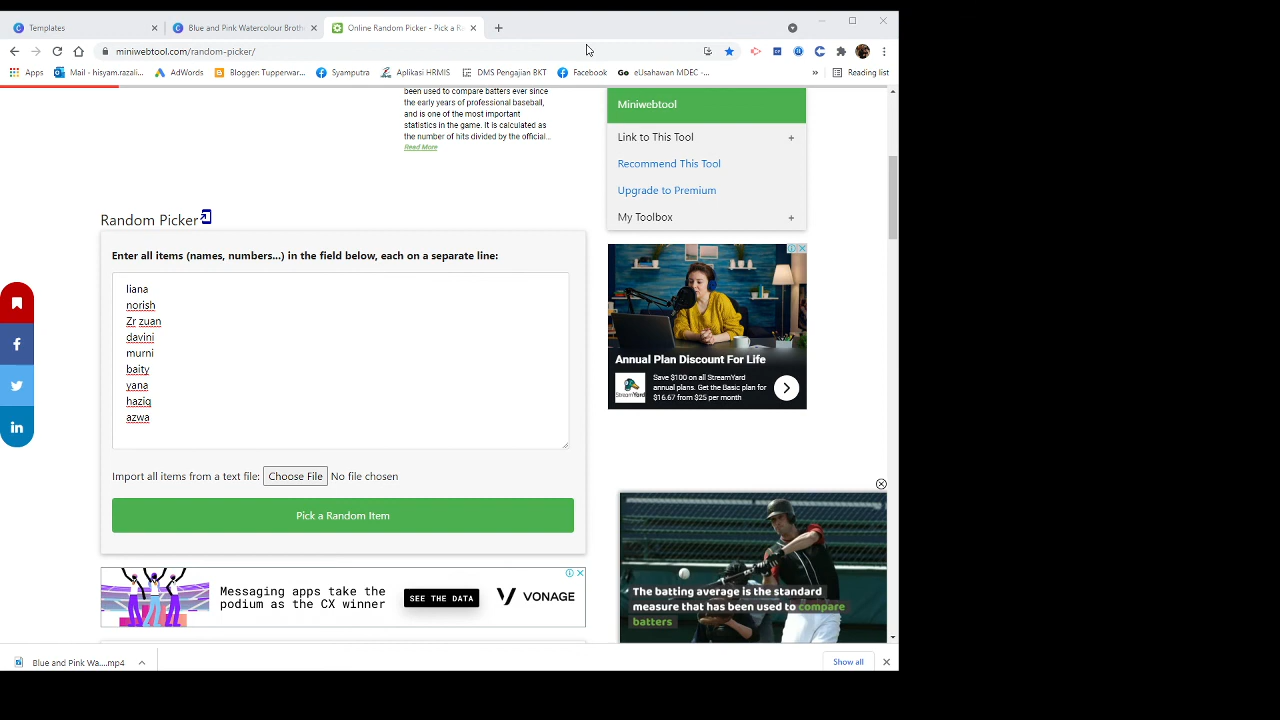 Templates
Blue and Pink Watercolour Broth
Online Random Picker - Pick a R
miniwebtool.com/random-picker/
Apps
Mail - hisyam.razali...
AdWords
Blogger: Tupperwar...
Syamputra
Aplikasi HRMIS
DMS Pengajian BKT
Facebook
Go
eUsahawan MDEC -...
»
Reading list
been used to compare batters ever since
the early years of professional baseball,
and is one of the most important
statistics in the game. It is calculated as
the number of hits divided by the official...
Read More
Miniwebtool
Link to This Tool +
Recommend This Tool
Upgrade to Premium
My Toolbox +
Random Picker
Enter all items (names, numbers...) in the field below, each on a separate line:
liana
norish
Zr zuan
davini
murni
baity
yana
haziq
azwa
Import all items from a text file: Choose File No file chosen
Pick a Random Item
Annual Plan Discount For Life
StreamYard
Save $100 on all StreamYard
annual plans. Get the Basic plan for
$16.67 from $25 per month
Messaging apps take the
podium as the CX winner
SEE THE DATA
VONAGE
The batting average is the standard
measure that has been used to compare
batters
Blue and Pink Wa....mp4
Show all